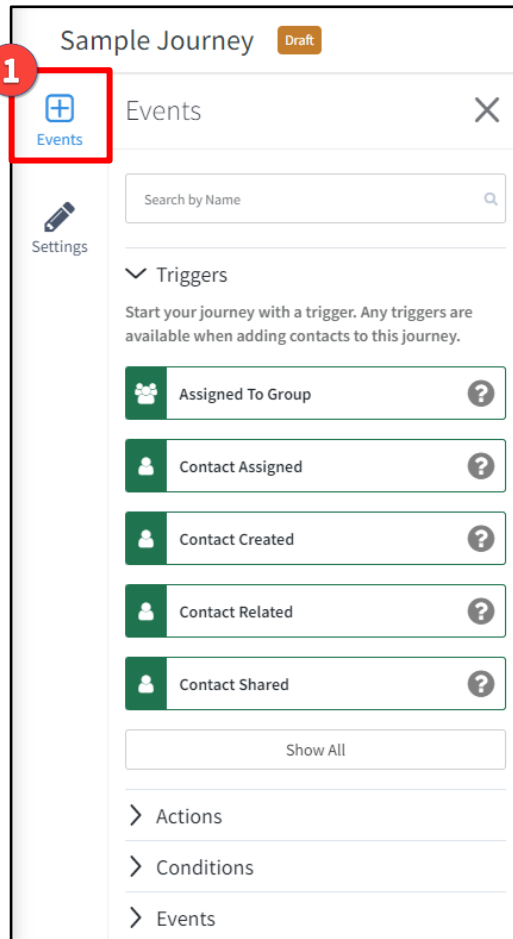 Sample Journey Draft
1
Events
Events
Search by Name
Settings
Triggers
Start your journey with a trigger. Any triggers are
available when adding contacts to this journey.
Assigned To Group ?
Contact Assigned ?
Contact Created ?
Contact Related ?
Contact Shared ?
Show All
Actions
Conditions
Events